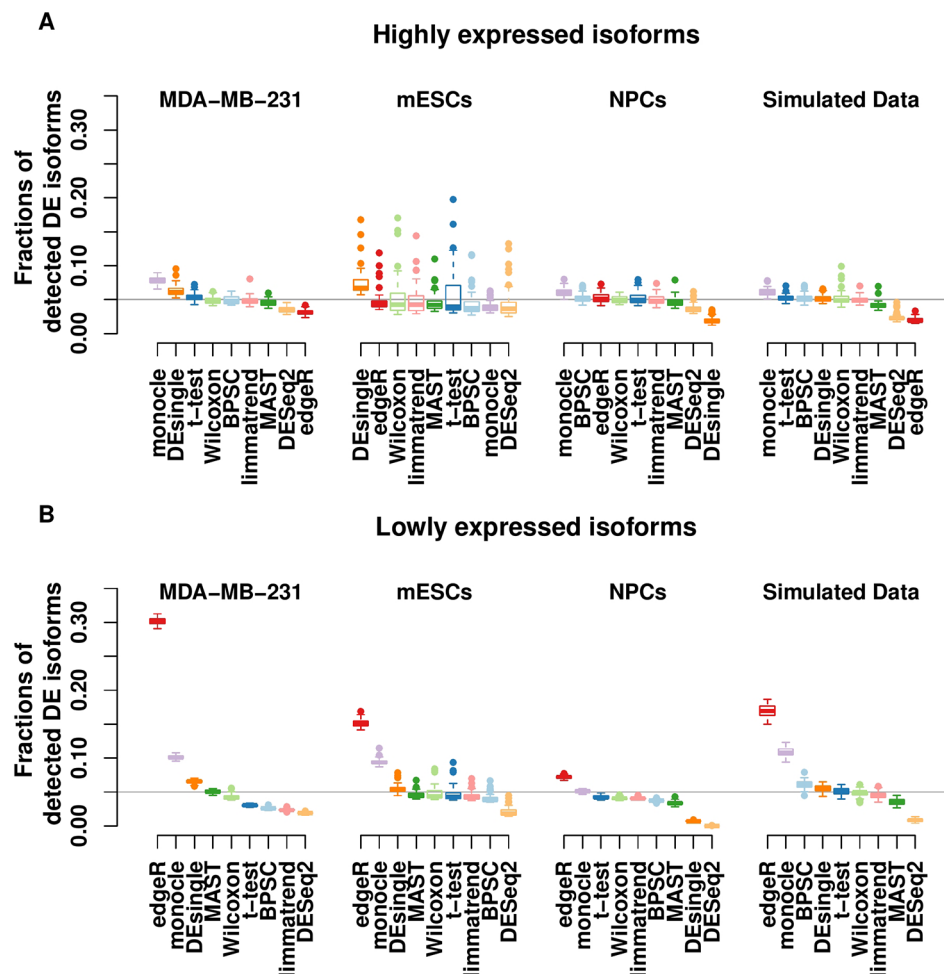 A
Highly expressed isoforms
MDA−MB−231 mESCs NPCs Simulated Data
Fractions of
detected DE isoforms
0.00 0.10 0.20 0.30
monocle DEsingle t−test Wilcoxon BPSC limmatrend MAST DESeq2 edgeR
DEsingle edgeR Wilcoxon limmatrend MAST t−test BPSC monocle DESeq2
monocle BPSC edgeR Wilcoxon t−test limmatrend MAST DESeq2 DEsingle
monocle t−test BPSC DEsingle Wilcoxon limmatrend MAST DESeq2 edgeR
B
Lowly expressed isoforms
MDA−MB−231 mESCs NPCs Simulated Data
Fractions of
detected DE isoforms
0.00 0.10 0.20 0.30
edgeR monocle DEsingle MAST Wilcoxon t−test BPSC limmatrend DESeq2
edgeR monocle DEsingle MAST Wilcoxon t−test limmatrend BPSC DESeq2
edgeR monocle t−test Wilcoxon limmatrend BPSC MAST DEsingle DESeq2
edgeR monocle BPSC DEsingle t−test Wilcoxon limmatrend MAST DESeq2